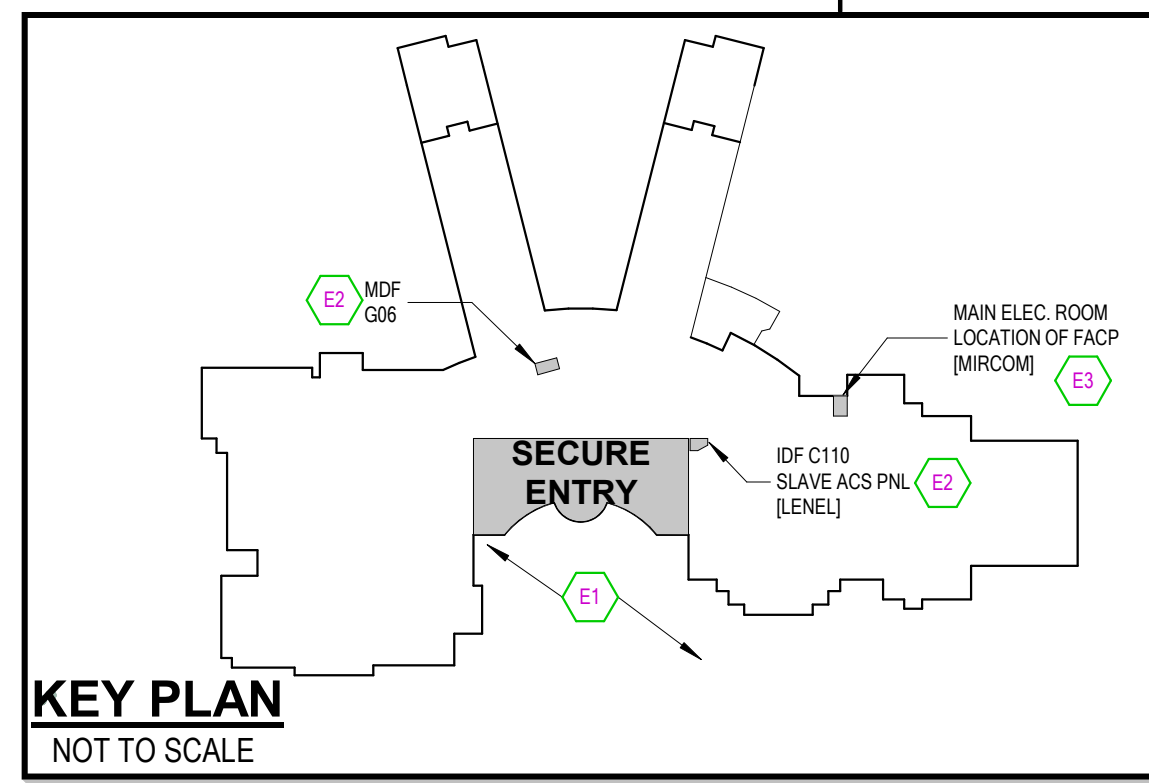 E2
MDF
G06
MAIN ELEC. ROOM
LOCATION OF FACP
[MIRCOM]
E3
SECURE
ENTRY
IDF C110
SLAVE ACS PNL
[LENEL]
E2
E1
KEY PLAN
NOT TO SCALE